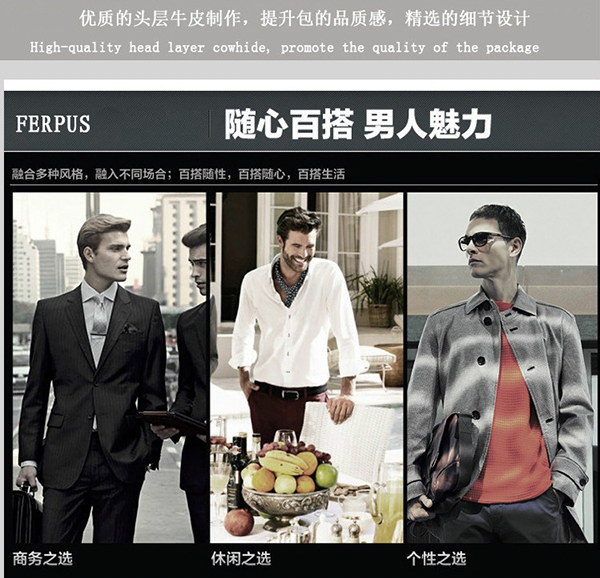 优质的头层牛皮制作，提升包的品质感，精选的细节设计
High-quality head layer cowhide, promote the quality of the package
FERPUS
随心百搭 男人魅力
融合多种风格，融入不同场合；百搭随性，百搭随心，百搭生活
商务之选
休闲之选
个性之选